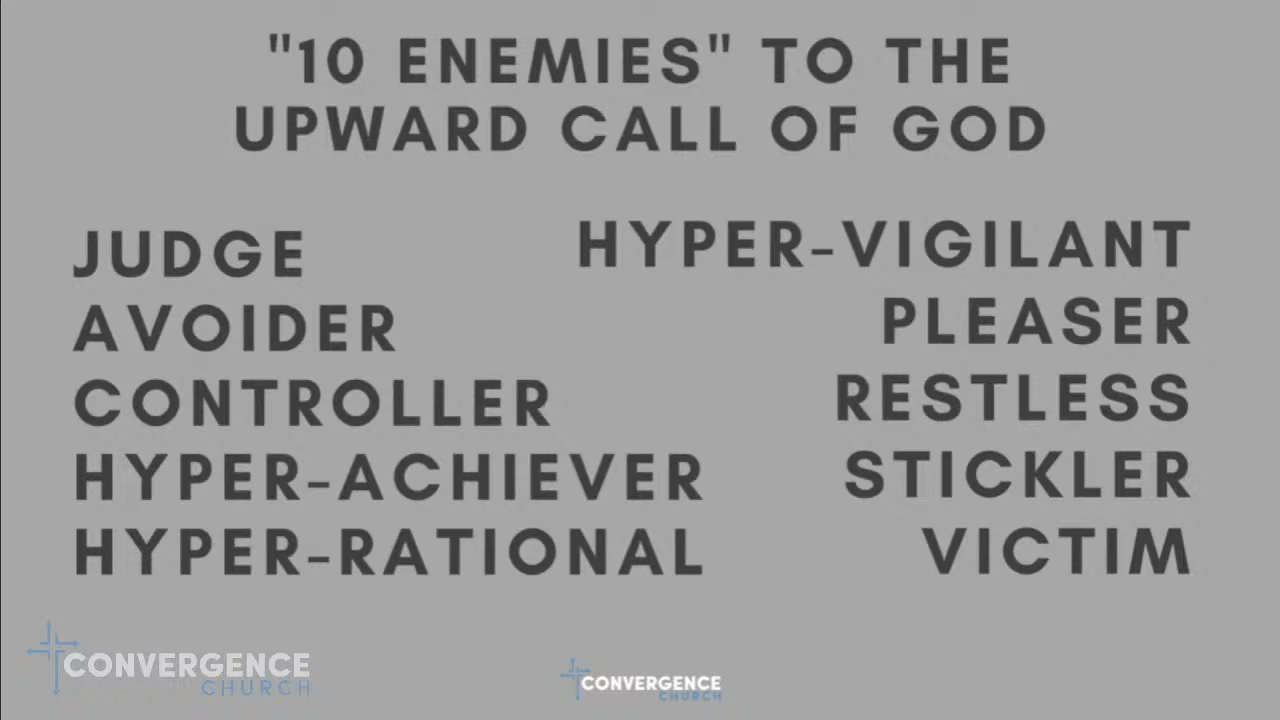 "10 ENEMIES" TO THE
UPWARD CALL OF GOD
JUDGE
AVOIDER
CONTROLLER
HYPER-ACHIEVER
HYPER-RATIONAL
HYPER-VIGILANT
PLEASER
RESTLESS
STICKLER
VICTIM
CONVERGENCE
CHURCH
CONVERGENCE
CHURCH